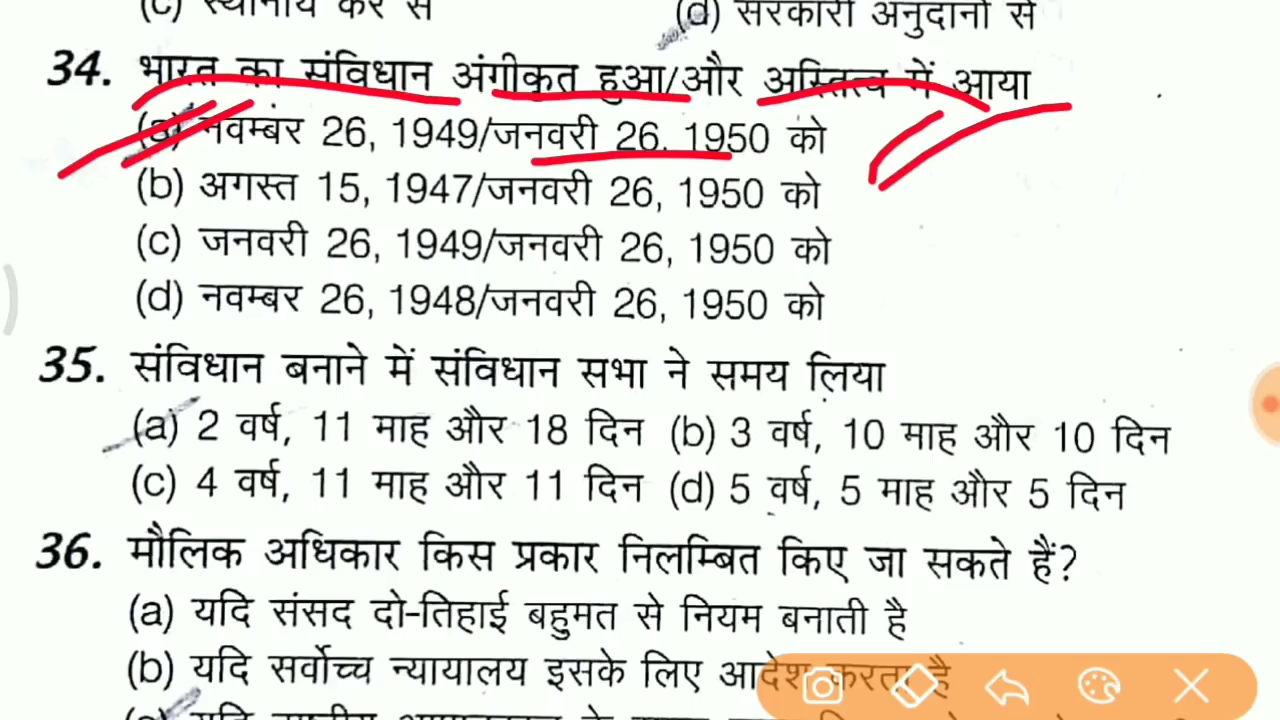 (c) स्थानीय कर से (d) सरकारी अनुदानों से
34. भारत का संविधान अंगीकृत हुआ/और अस्तित्व में आया
(a) नवम्बर 26, 1949/जनवरी 26, 1950 को
(b) अगस्त 15, 1947/जनवरी 26, 1950 को
(c) जनवरी 26, 1949/जनवरी 26, 1950 को
(d) नवम्बर 26, 1948/जनवरी 26, 1950 को
35. संविधान बनाने में संविधान सभा ने समय लिया
(a) 2 वर्ष, 11 माह और 18 दिन (b) 3 वर्ष, 10 माह और 10 दिन
(c) 4 वर्ष, 11 माह और 11 दिन (d) 5 वर्ष, 5 माह और 5 दिन
36. मौलिक अधिकार किस प्रकार निलम्बित किए जा सकते हैं?
(a) यदि संसद दो-तिहाई बहुमत से नियम बनाती है
(b) यदि सर्वोच्च न्यायालय इसके लिए आदेश करता है